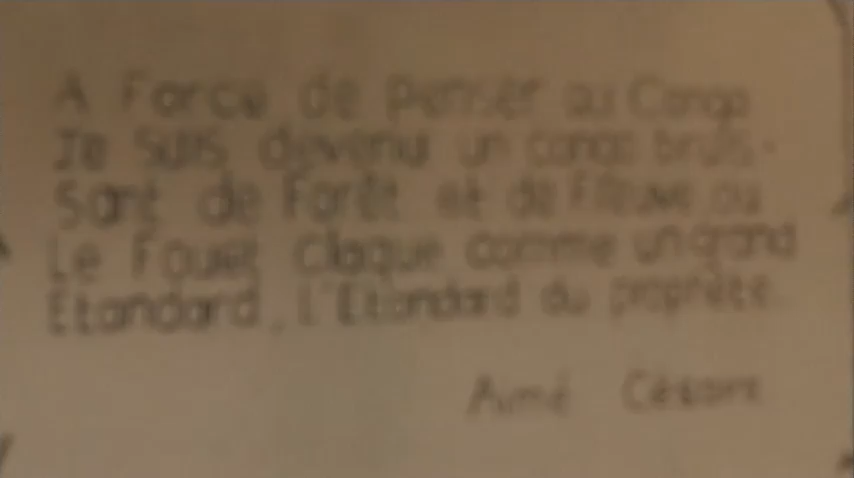 A Force de penser au Congo
Je suis devenu un congo bruis-
sant de Forêt et de Fleuve ou
Le Fouet claque comme un grand
Etandard, L'Etandard du prophète.
Aimé Césaire